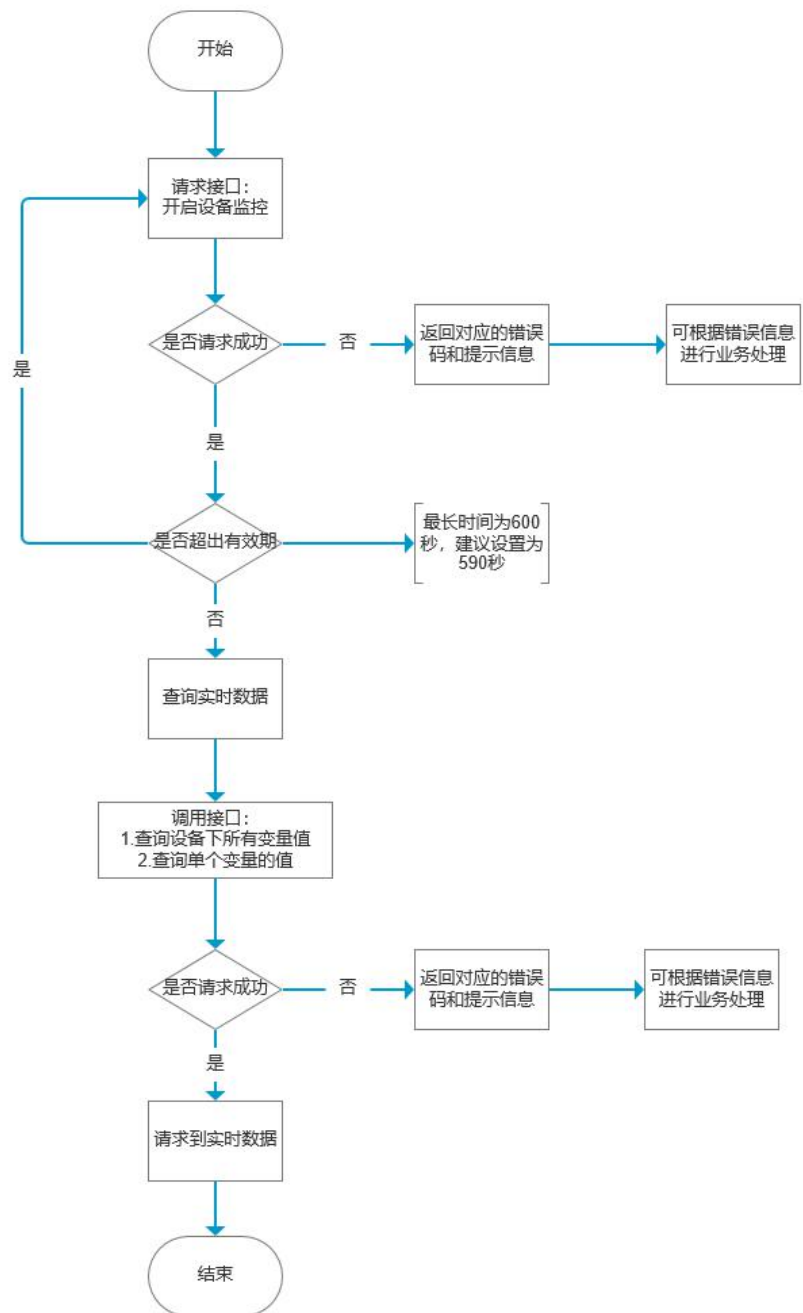 开始
请求接口：
开启设备监控
是否请求成功
否
返回对应的错误
码和提示信息
可根据错误信息
进行业务处理
是
是
是否超出有效期
最长时间为600
秒，建议设置为
590秒
否
查询实时数据
调用接口：
1.查询设备下所有变量值
2.查询单个变量的值
是否请求成功
否
返回对应的错误
码和提示信息
可根据错误信息
进行业务处理
是
请求到实时数据
结束